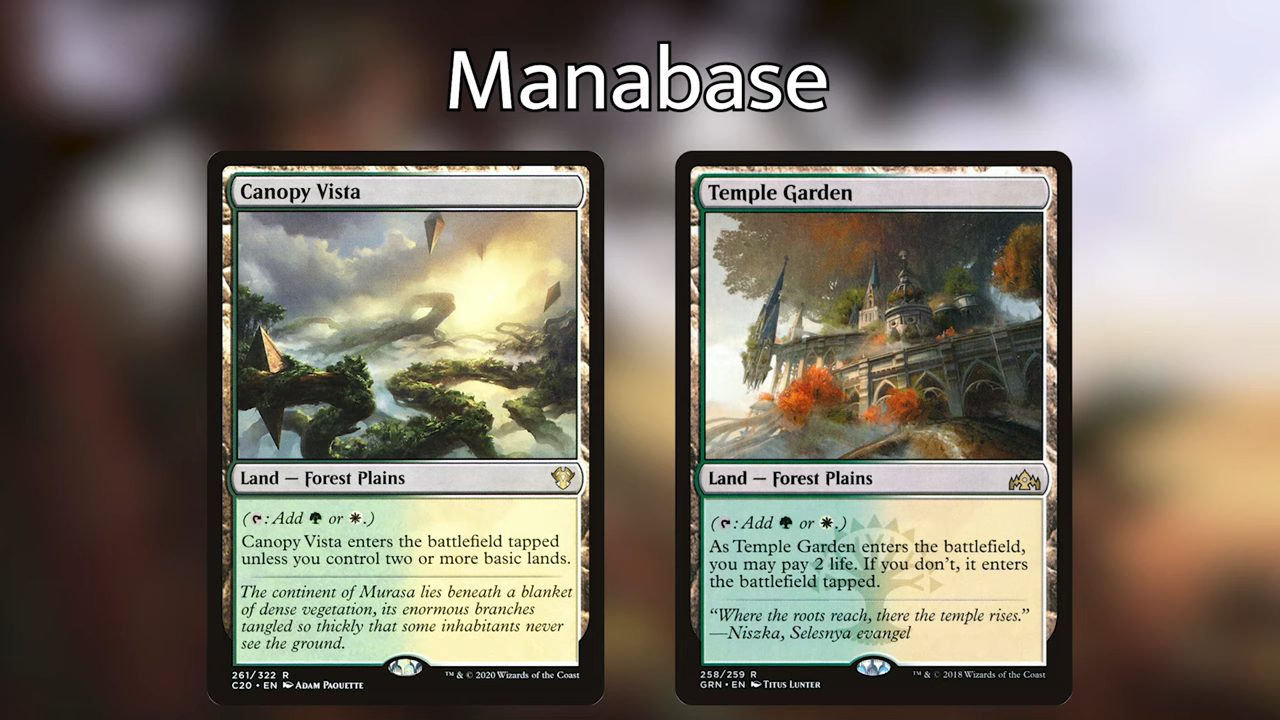 Manabase
Canopy Vista
Land — Forest Plains
( : Add or .)
Canopy Vista enters the battlefield tapped
unless you control two or more basic lands.
The continent of Murasa lies beneath a blanket
of dense vegetation, its enormous branches
tangled so thickly that some inhabitants never
see the ground.
261/322 R
C20 • EN Adam Paquette
™ & © 2020 Wizards of the Coast
Temple Garden
Land — Forest Plains
( : Add or .)
As Temple Garden enters the battlefield,
you may pay 2 life. If you don't, it enters
the battlefield tapped.
“Where the roots reach, there the temple rises.”
—Niszka, Selesnya evangel
258/259 R
GRN • EN Titus Lunter
™ & © 2018 Wizards of the Coast